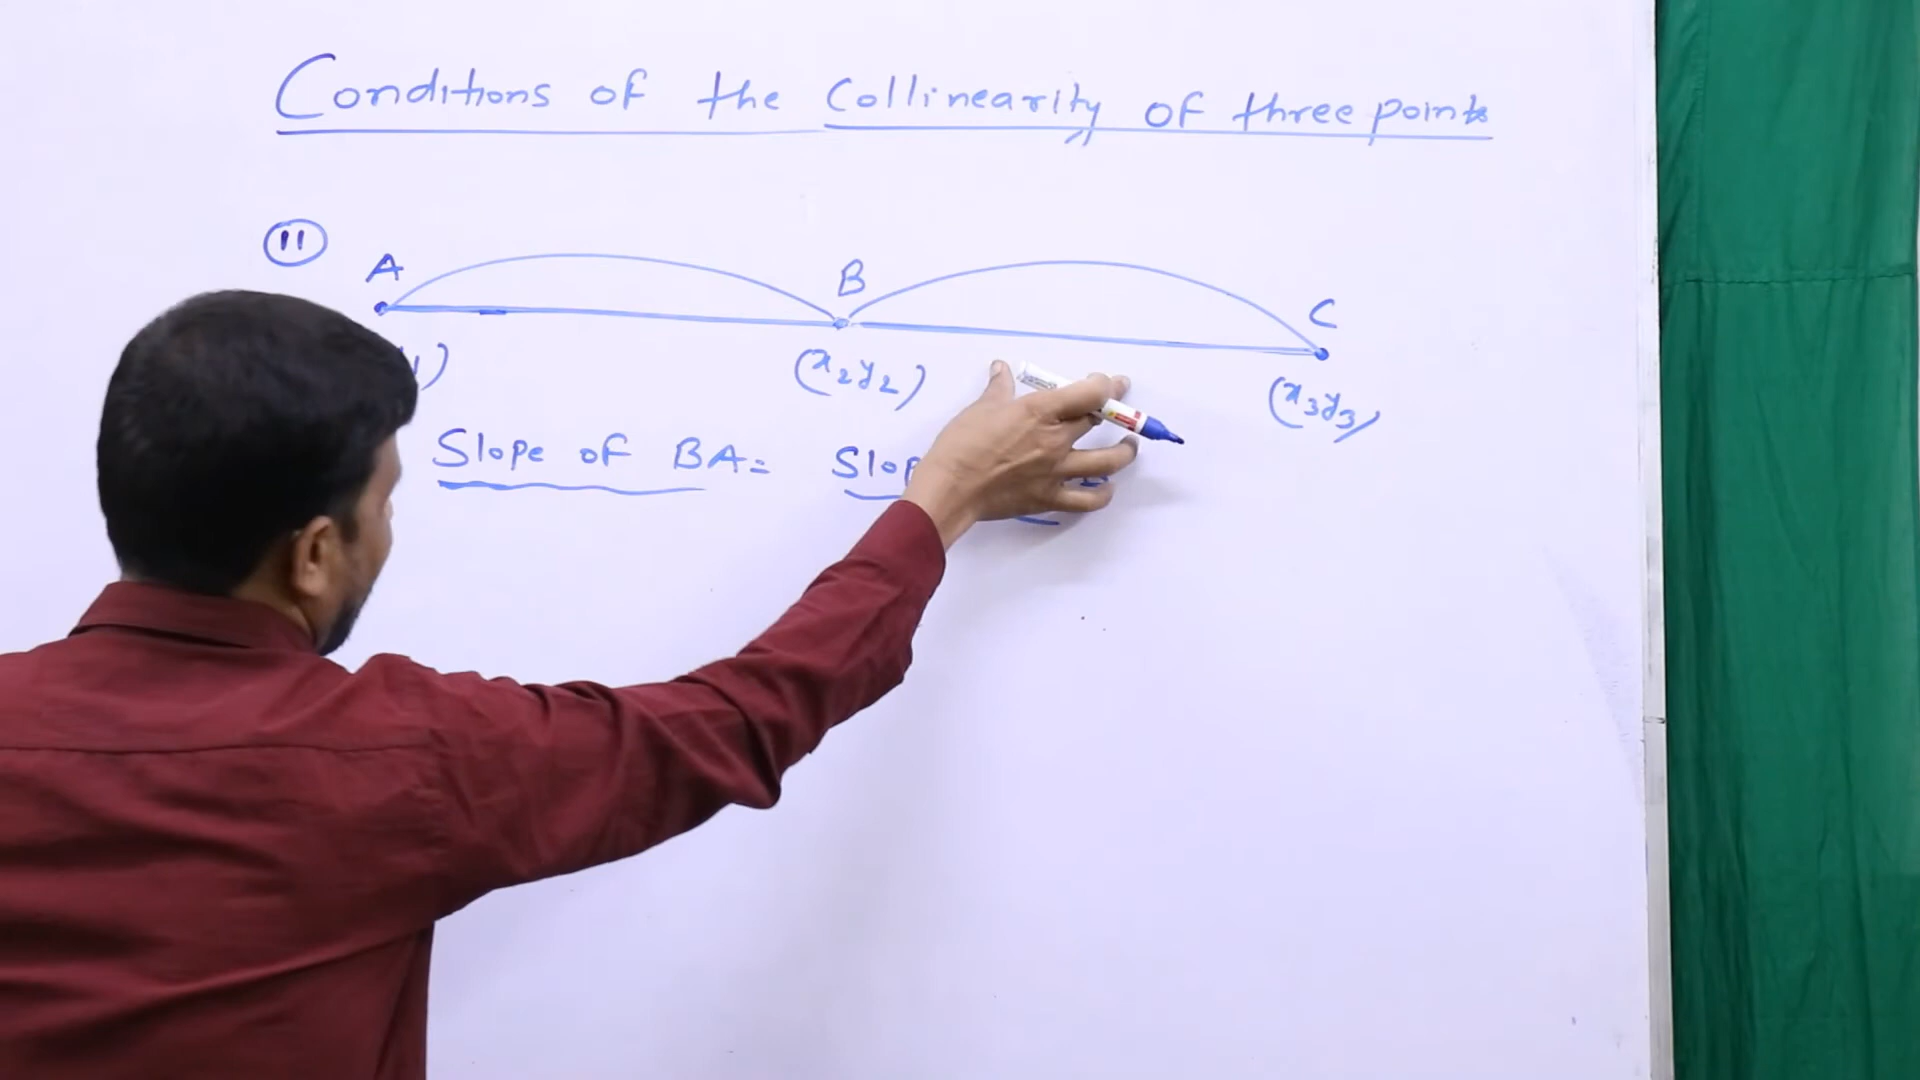 Conditions of the Collinearity of three points
11
A
B
C
(x2y2)
(x3y3)
Slope of BA =